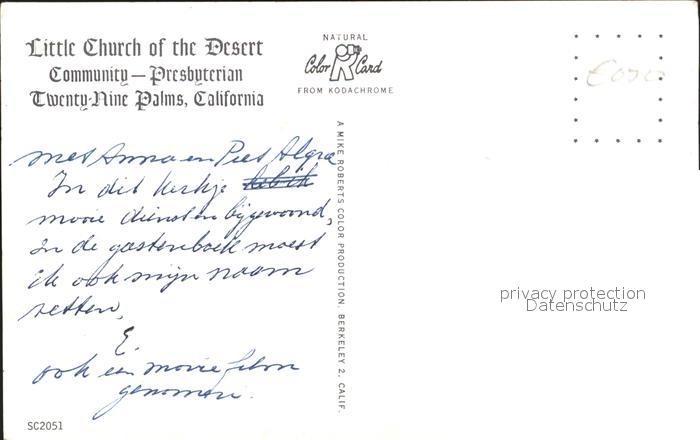 Little Church of the Desert
Community — Presbyterian
Twenty-Nine Palms, California
NATURAL
Color Card
FROM KODACHROME
met Anna en Piet Algra
In dit kerkje heb ik
mooie diensten bijgewoond,
In de gastenboek moest
ik ook mijn naam
zetten,
E.
ook een mooie film
genomen.
A MIKE ROBERTS COLOR PRODUCTION, BERKELEY 2, CALIF.
privacy protection
Datenschutz
SC2051